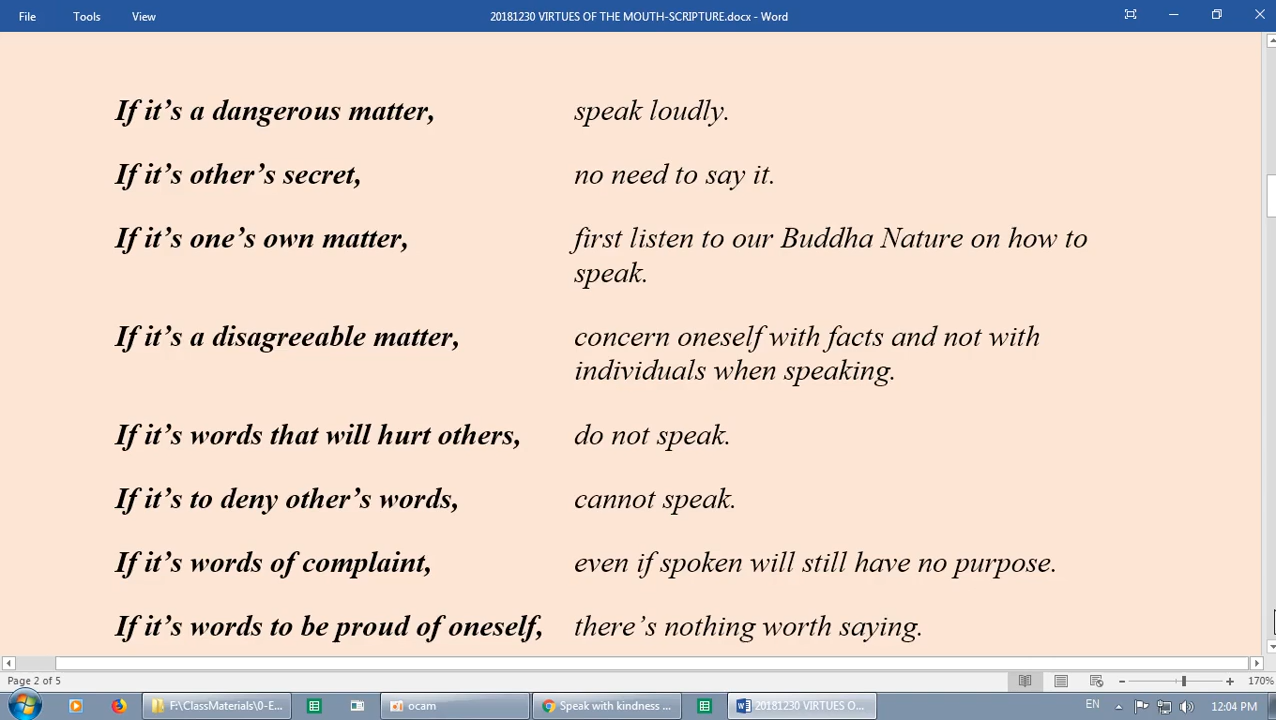 File Tools View 20181230 VIRTUES OF THE MOUTH-SCRIPTURE.docx - Word
If it’s a dangerous matter, speak loudly.
If it’s other’s secret, no need to say it.
If it’s one’s own matter, first listen to our Buddha Nature on how to
speak.
If it’s a disagreeable matter, concern oneself with facts and not with
individuals when speaking.
If it’s words that will hurt others, do not speak.
If it’s to deny other’s words, cannot speak.
If it’s words of complaint, even if spoken will still have no purpose.
If it’s words to be proud of oneself, there’s nothing worth saying.
Page 2 of 5 170%
F:\ClassMaterials\0-E... ocam Speak with kindness ... 20181230 VIRTUES O... EN 12:04 PM